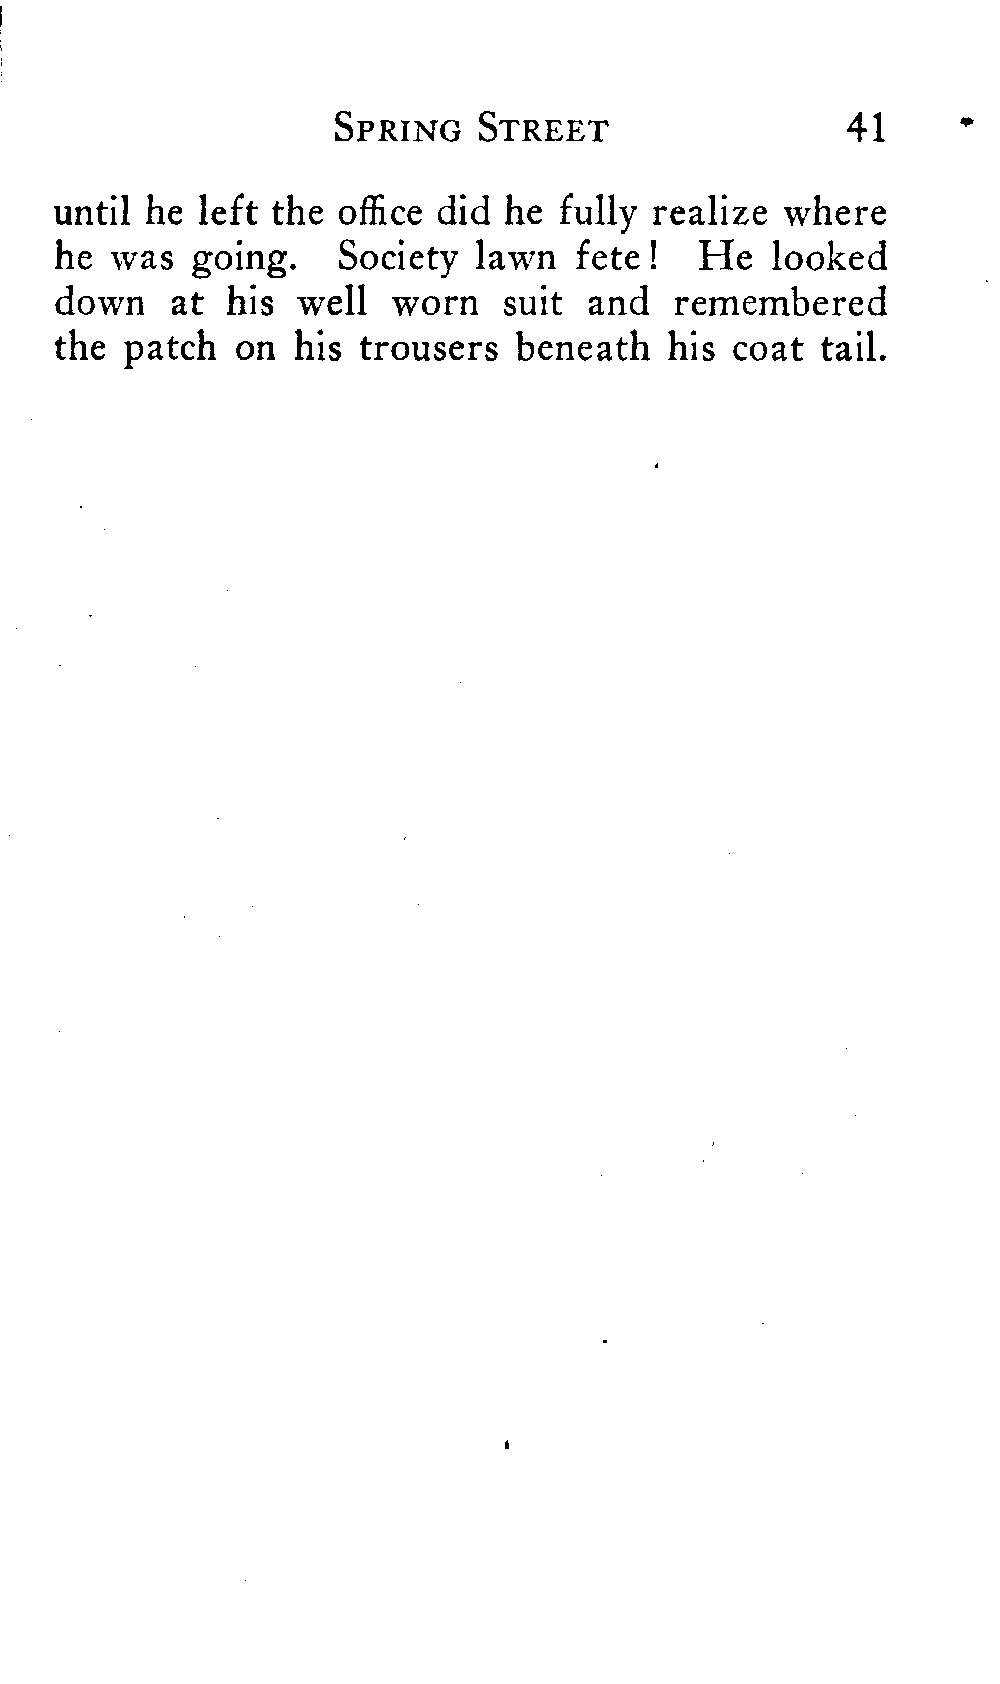 SPRING STREET 41
until he left the office did he fully realize where
he was going. Society lawn fete! He looked
down at his well worn suit and remembered
the patch on his trousers beneath his coat tail.